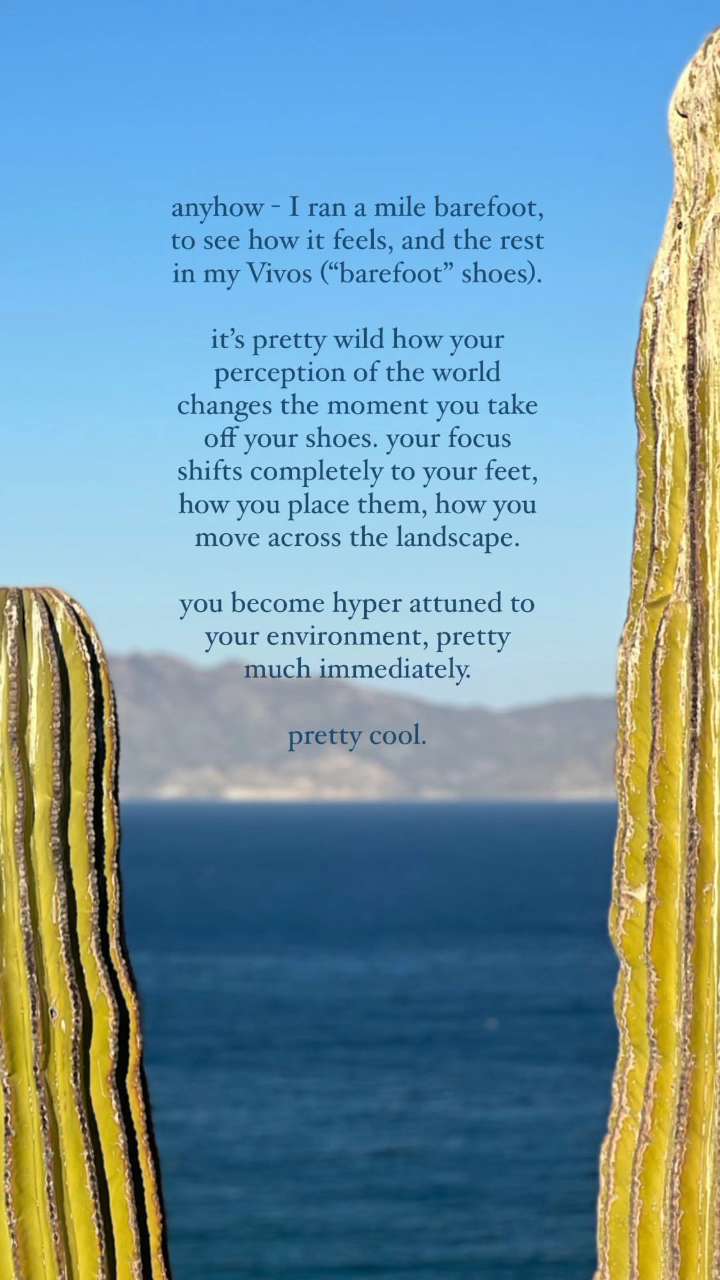 anyhow - I ran a mile barefoot,
to see how it feels, and the rest
in my Vivos (“barefoot” shoes).
it’s pretty wild how your
perception of the world
changes the moment you take
off your shoes. your focus
shifts completely to your feet,
how you place them, how you
move across the landscape.
you become hyper attuned to
your environment, pretty
much immediately.
pretty cool.